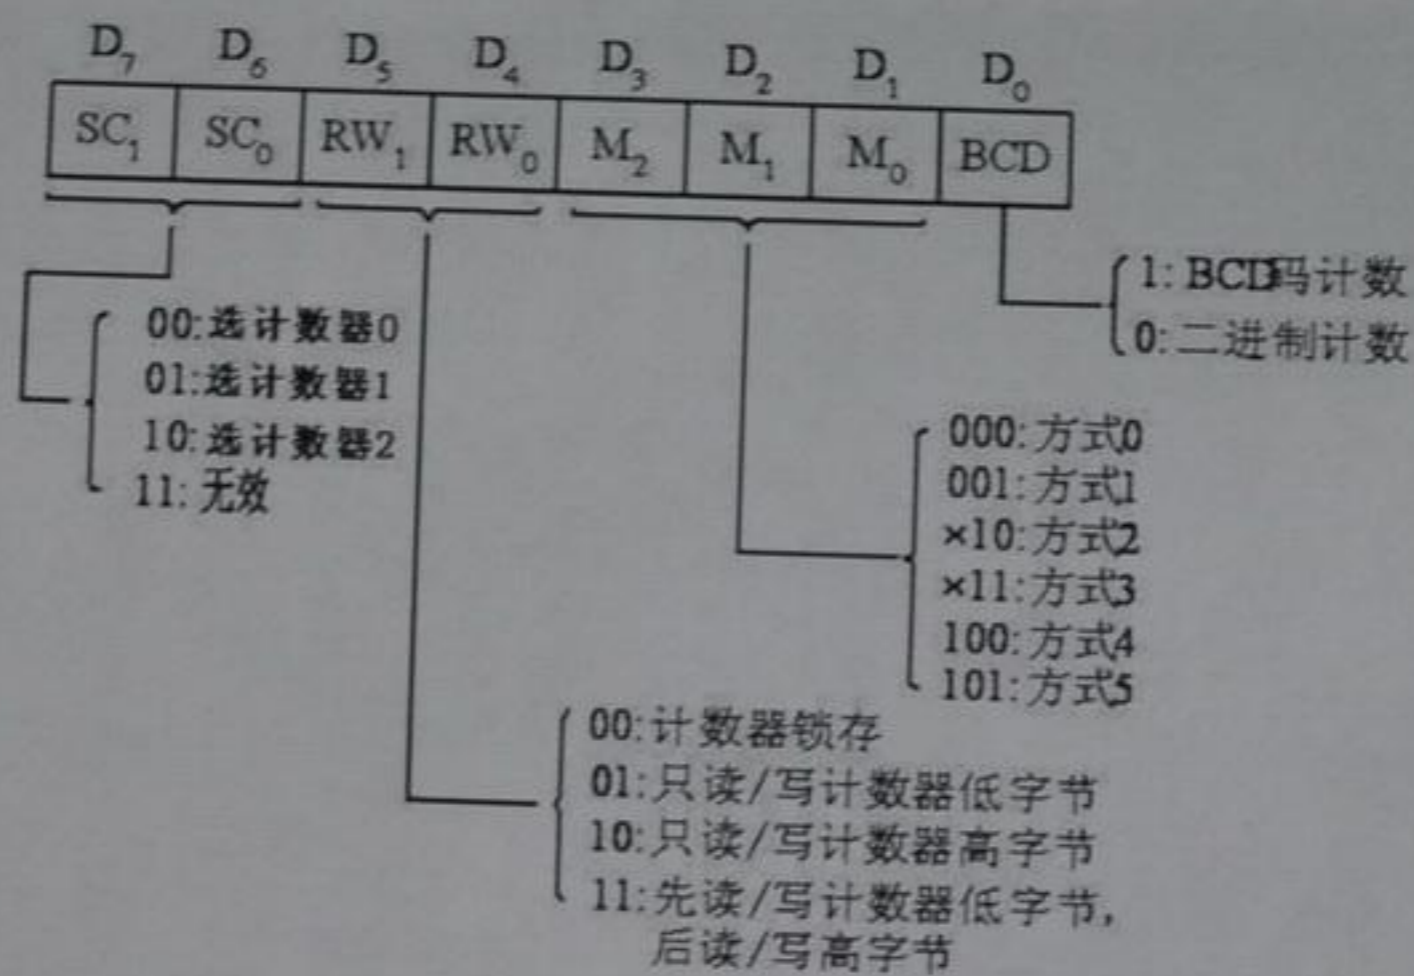 D₇ D₆ D₅ D₄ D₃ D₂ D₁ D₀
SC₁ SC₀ RW₁ RW₀ M₂ M₁ M₀ BCD
1: BCD码计数
0:二进制计数
00:选计数器0
01:选计数器1
10:选计数器2
11:无效
000:方式0
001:方式1
×10:方式2
×11:方式3
100:方式4
101:方式5
00:计数器锁存
01:只读/写计数器低字节
10:只读/写计数器高字节
11:先读/写计数器低字节,
后读/写高字节